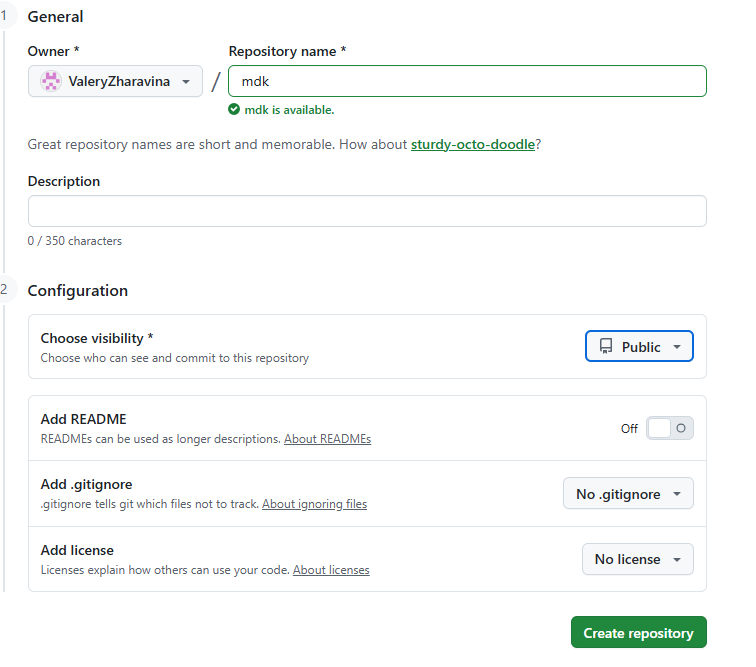 1 General
Owner * Repository name *
ValeryZharavina / mdk
mdk is available.
Great repository names are short and memorable. How about sturdy-octo-doodle?
Description
0 / 350 characters
2 Configuration
Choose visibility *
Choose who can see and commit to this repository
Public
Add README
READMEs can be used as longer descriptions. About READMEs
Off
Add .gitignore
.gitignore tells git which files not to track. About ignoring files
No .gitignore
Add license
Licenses explain how others can use your code. About licenses
No license
Create repository